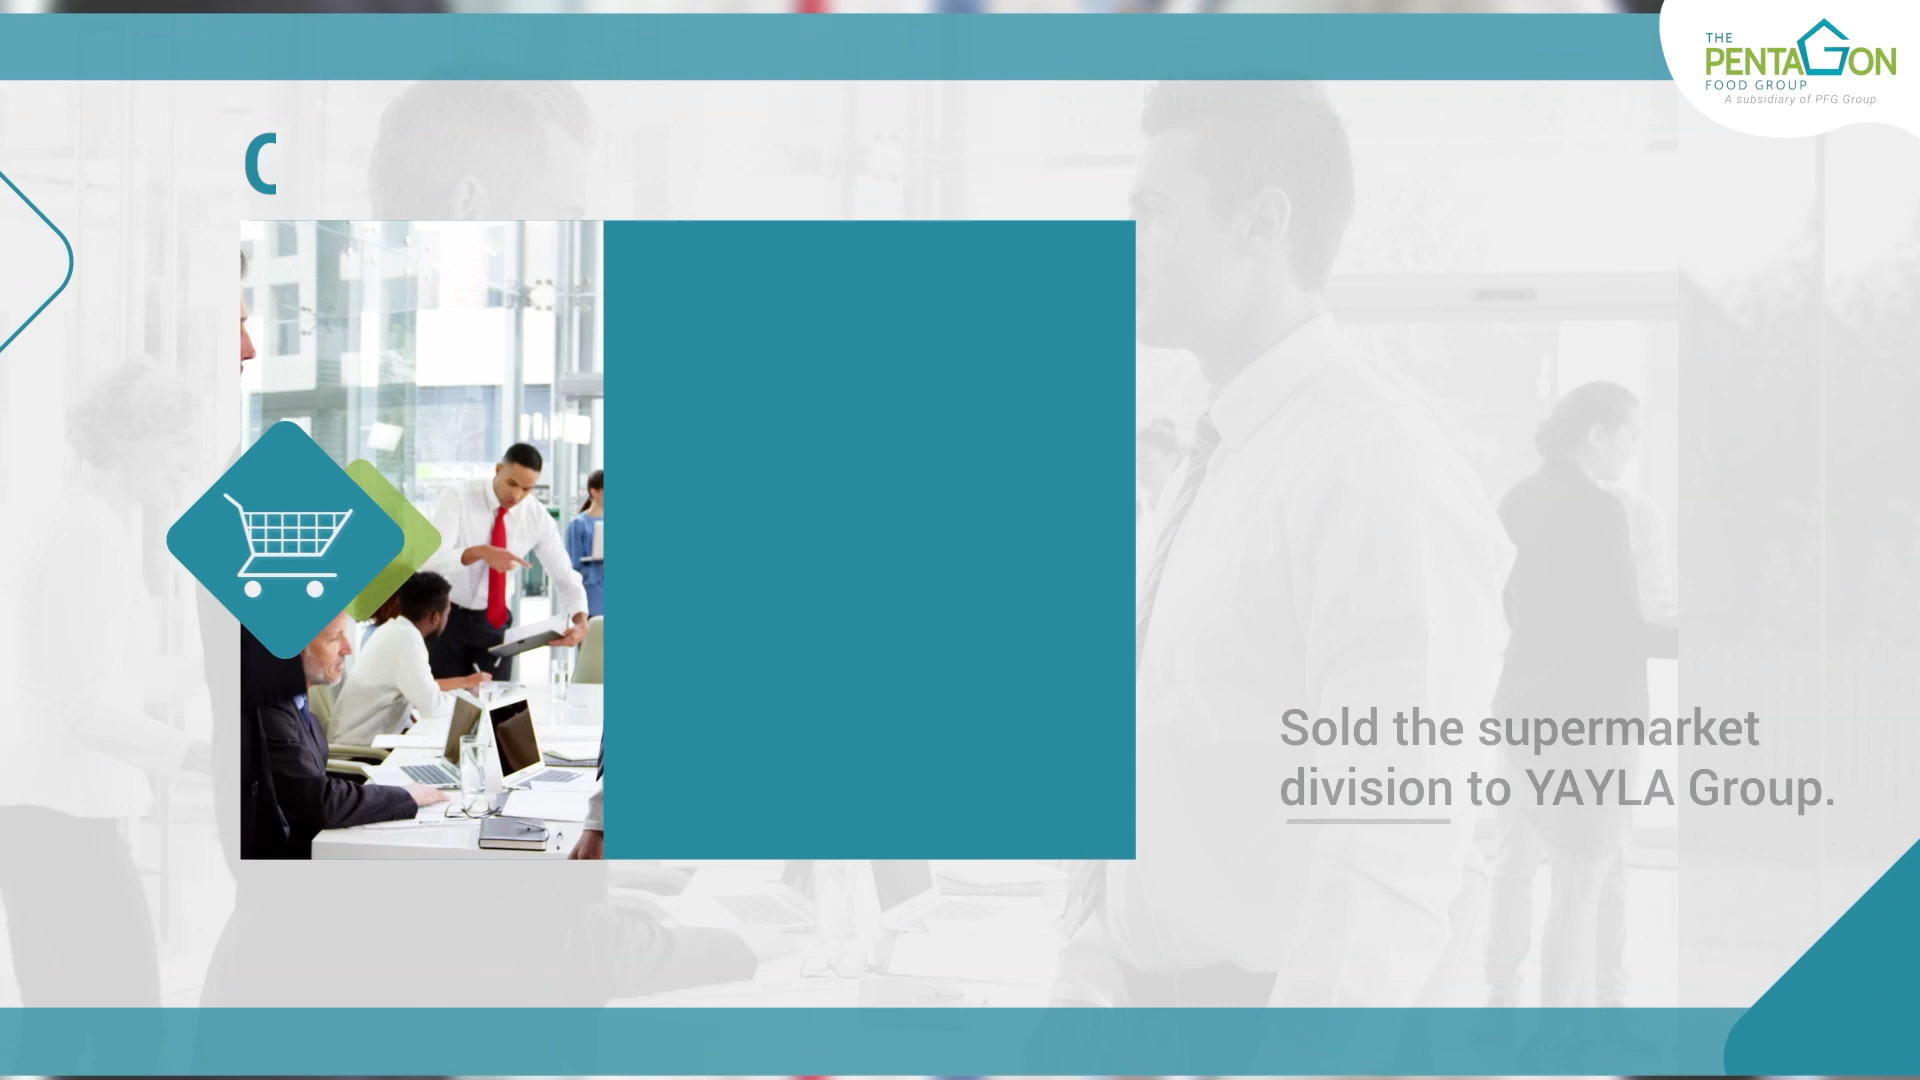 THE
PENTAGON
FOOD GROUP
A subsidiary of PFG Group
Sold the supermarket
division to YAYLA Group.